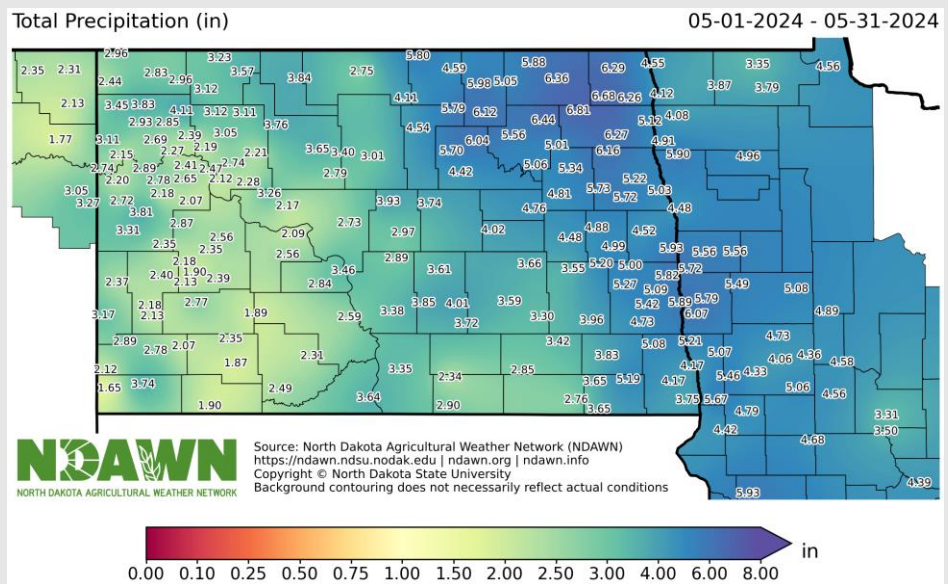 Total Precipitation (in) 05-01-2024 - 05-31-2024
2.96 3.23 5.80 5.88 4.55 3.35 4.56
2.35 2.31 2.83 2.96 3.57 3.84 2.75 4.59 6.36 6.29
2.44 3.12 5.98 5.05 3.87 3.79
2.13 3.45 3.83 4.11 3.12 3.11 4.11 5.79 6.12 6.81 6.68 6.26 4.12
2.93 2.85 3.76 4.54 6.44 5.12 4.08
1.77 3.11 2.69 2.39 3.05 6.04 5.56 6.27 4.91
2.15 2.27 2.19 2.21 3.65 3.40 3.01 5.70 5.01 6.16 5.90 4.96
2.74 2.89 2.41 2.47 2.74 2.79 4.42 5.06 5.34
2.20 2.78 2.65 2.12 2.28 5.22
3.05 2.18 3.26 4.81 5.73 5.03
3.27 2.72 2.07 2.17 3.93 3.74 5.72
3.81 4.76 4.48
3.31 2.87 2.73 4.02 4.88 4.52
2.35 2.56 2.09 2.97 4.48 4.99
2.35 2.56 2.89 5.93 5.56 5.56
2.18 3.46 3.61 3.66 3.55 5.20 5.00 5.72
2.37 2.40 1.90 2.39 2.84 5.27 5.82 5.49 5.08
2.13 5.09
2.18 2.77 3.85 4.01 3.59 5.42 5.89 5.79
3.17 2.13 1.89 2.59 3.38 3.72 3.30 3.96 4.73 6.07 4.89
2.89 2.07 2.35 3.42 5.08 5.21 4.73
2.78 2.31 3.83 5.07 4.06 4.36 4.58
2.12 1.87 3.35 2.34 2.85 4.17 5.46 4.33
1.65 3.74 2.49 3.65 5.19 4.17 5.06 4.56
1.90 3.64 2.90 2.76 3.65 3.75 5.67 4.79 3.31
4.42 4.68 3.50
4.39
5.93
NDAWN
NORTH DAKOTA AGRICULTURAL WEATHER NETWORK
Source: North Dakota Agricultural Weather Network (NDAWN)
https://ndawn.ndsu.nodak.edu | ndawn.org | ndawn.info
Copyright © North Dakota State University
Background contouring does not necessarily reflect actual conditions
in
0.00 0.10 0.25 0.50 0.75 1.00 1.50 2.00 2.50 3.00 4.00 6.00 8.00